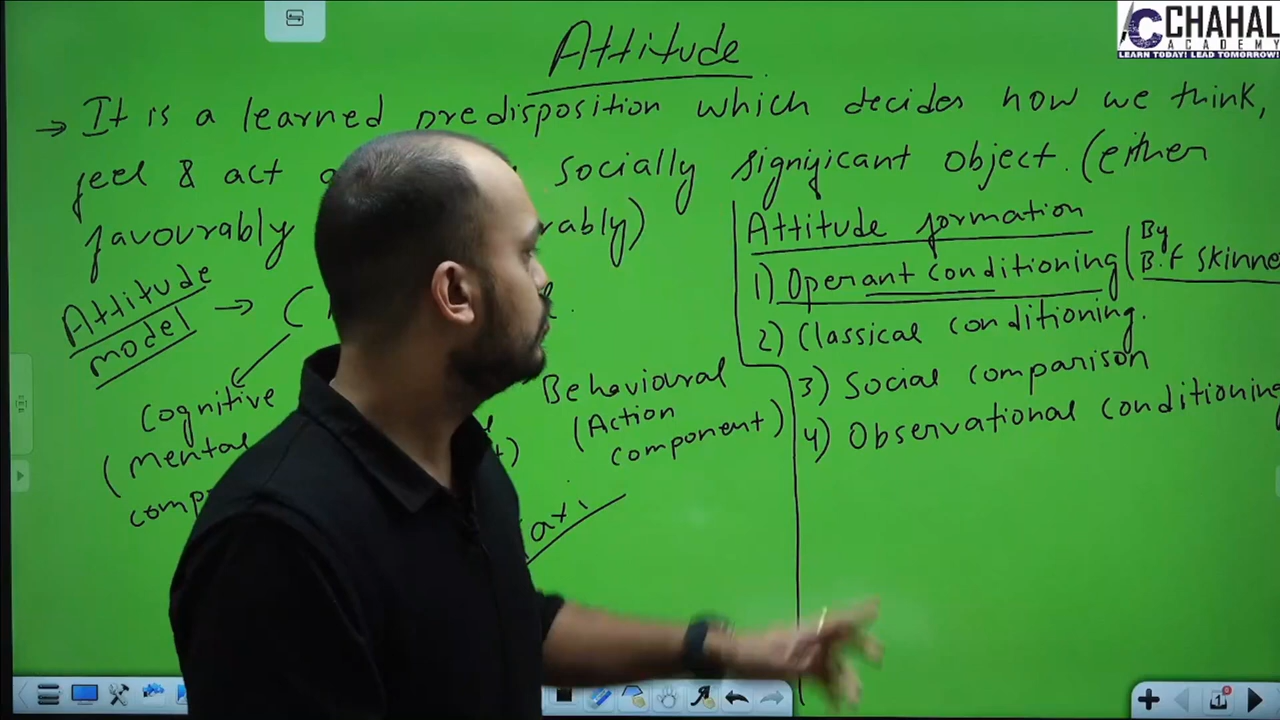 CHAHAL
ACADEMY
LEARN TODAY! LEAD TOMORROW!
Attitude
→ It is a learned predisposition which decides how we think,
feel & act socially significant object. (either
favourably rably)
Attitude model → C
Cognitive
(Mental
Behavioural
(Action
component)
Attitude formation
1) Operant conditioning (By
B.F Skinne
2) Classical conditioning.
3) Social comparison
4) Observational conditioning